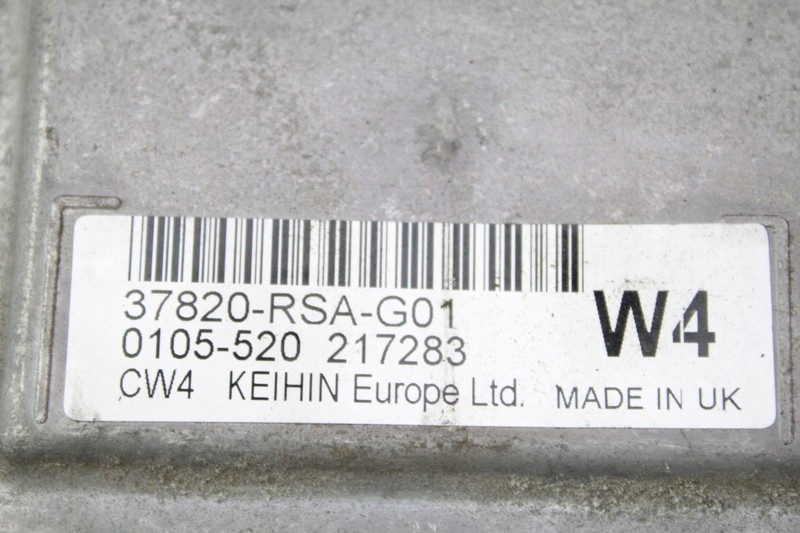 37820-RSA-G01
W4
0105-520 217283
CW4 KEIHIN Europe Ltd. MADE IN UK